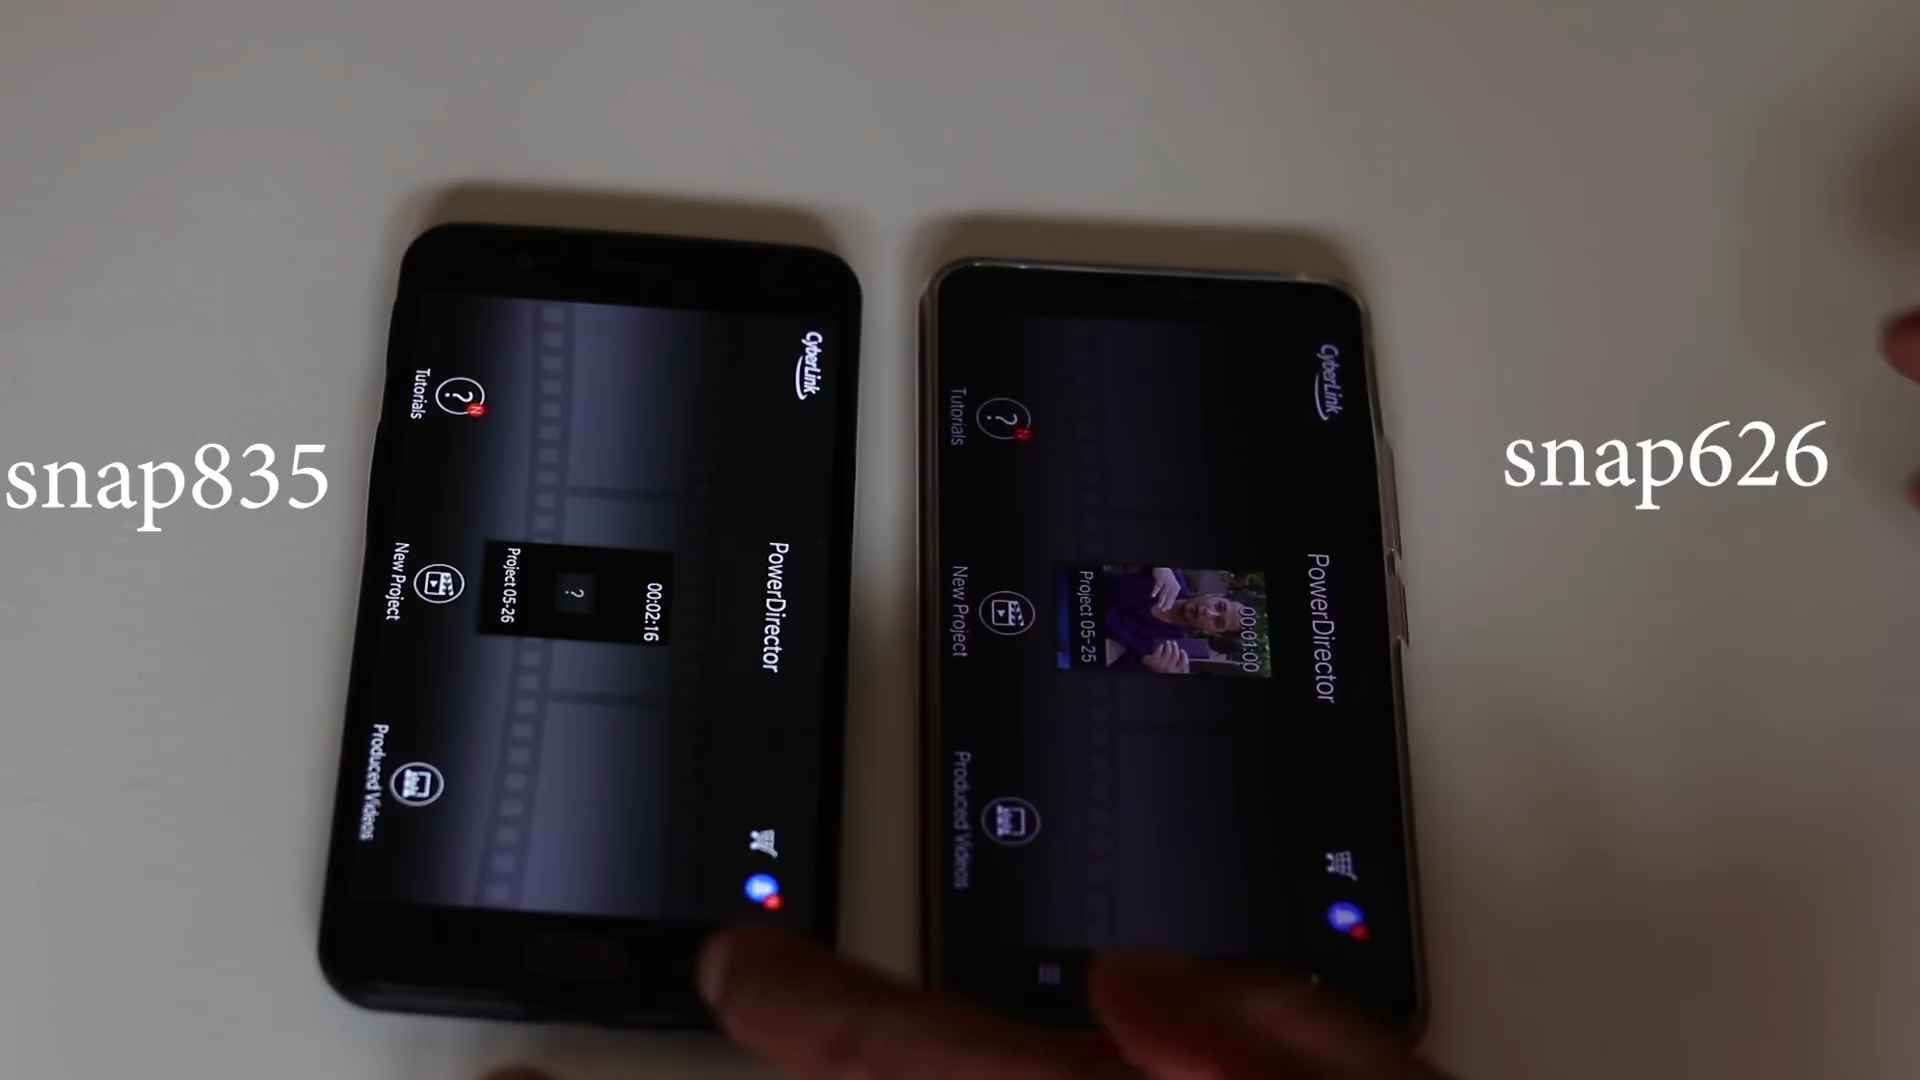 snap835
CyberLink
PowerDirector
00:02:16
?
Project 05-26
?
N
Tutorials
New Project
Produced Videos
snap626
CyberLink
PowerDirector
00:01:00
Project 05-25
?
N
Tutorials
New Project
Produced Videos